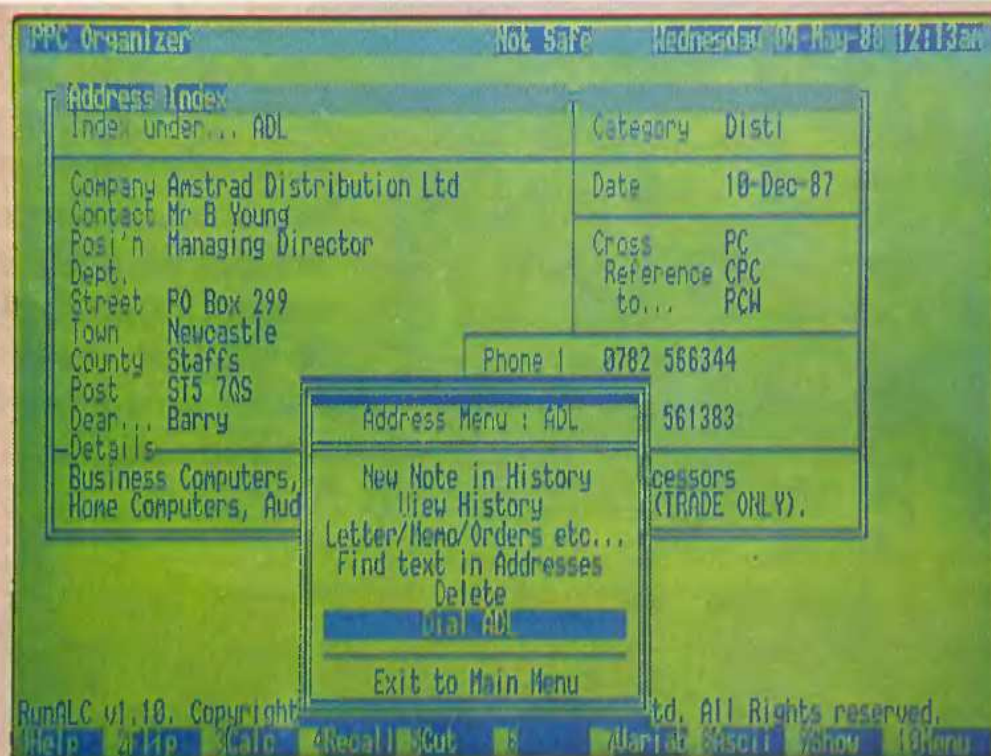 PPC Organizer Not Safe Wednesday 04-May-88 12:13am
Address Index
Index under... ADL Category Disti
Company Amstrad Distribution Ltd Date 10-Dec-87
Contact Mr B Young
Posi'n Managing Director Cross PC
Dept. Reference CPC
Street PO Box 299 to... PCW
Town Newcastle
County Staffs Phone 1 0782 566344
Post ST5 7QS
Dear... Barry 561383
Details
Business Computers, cessors
Home Computers, Aud (TRADE ONLY).
Address Menu : ADL
New Note in History
View History
Letter/Memo/Orders etc...
Find text in Addresses
Delete
Dial ADL
Exit to Main Menu
RunALC v1.10. Copyright td. All Rights reserved.
1Help 2Flip 3Calc 4Recall 5Cut 6 7Variat 8Ascii 9Show 10Menu